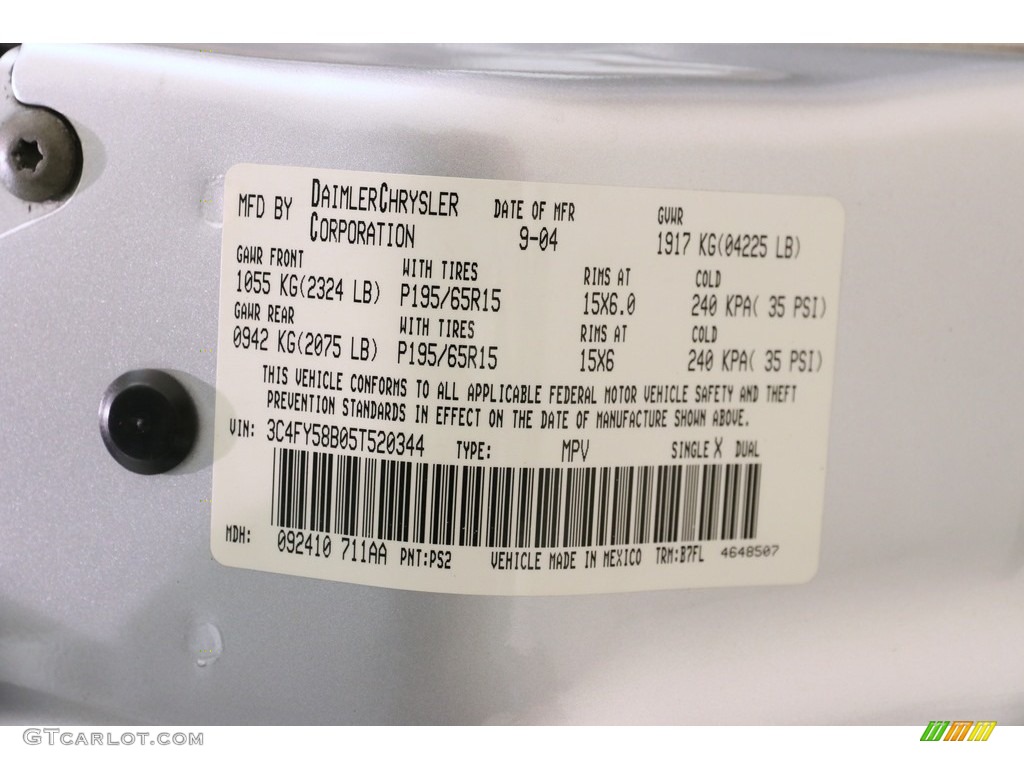 MFD BY DAIMLERCHRYSLER CORPORATION
DATE OF MFR
9-04
GVWR
1917 KG(04225 LB)
GAWR FRONT
1055 KG(2324 LB)
WITH TIRES
P195/65R15
RIMS AT
15X6.0
COLD
240 KPA( 35 PSI)
GAWR REAR
0942 KG(2075 LB)
WITH TIRES
P195/65R15
RIMS AT
15X6
COLD
240 KPA( 35 PSI)
THIS VEHICLE CONFORMS TO ALL APPLICABLE FEDERAL MOTOR VEHICLE SAFETY AND THEFT
PREVENTION STANDARDS IN EFFECT ON THE DATE OF MANUFACTURE SHOWN ABOVE.
VIN: 3C4FY58B05T520344 TYPE: MPV SINGLE X DUAL
MDH: 092410 711AA PNT:PS2 VEHICLE MADE IN MEXICO TRM:B7FL 4648507
GTCARLOT.COM